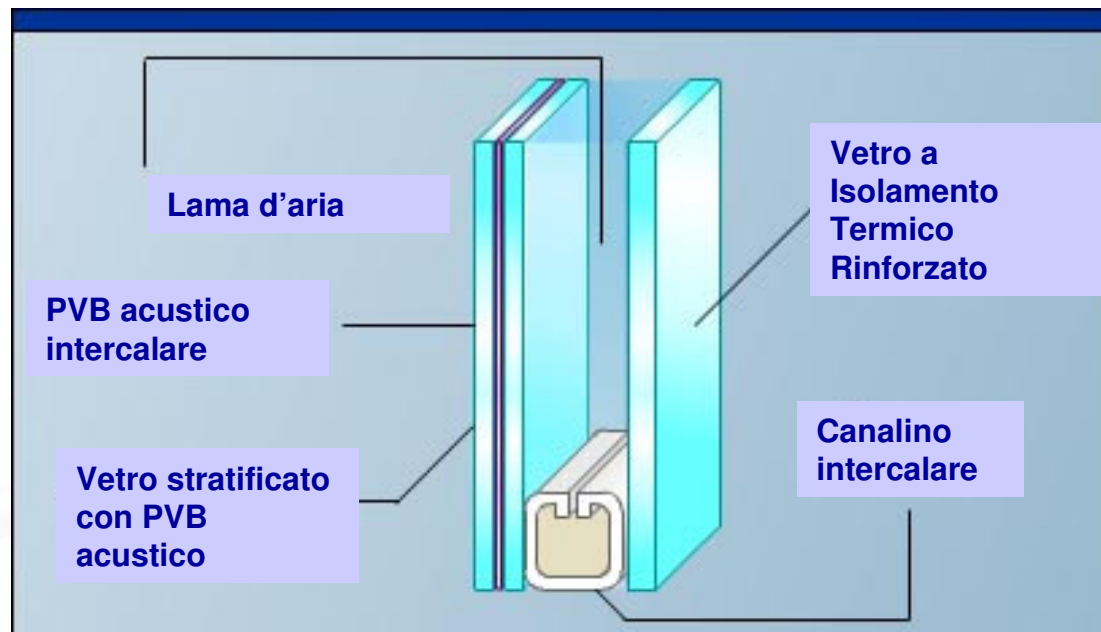 Lama d'aria
PVB acustico
intercalare
Vetro stratificato
con PVB
acustico
Vetro a
Isolamento
Termico
Rinforzato
Canalino
intercalare